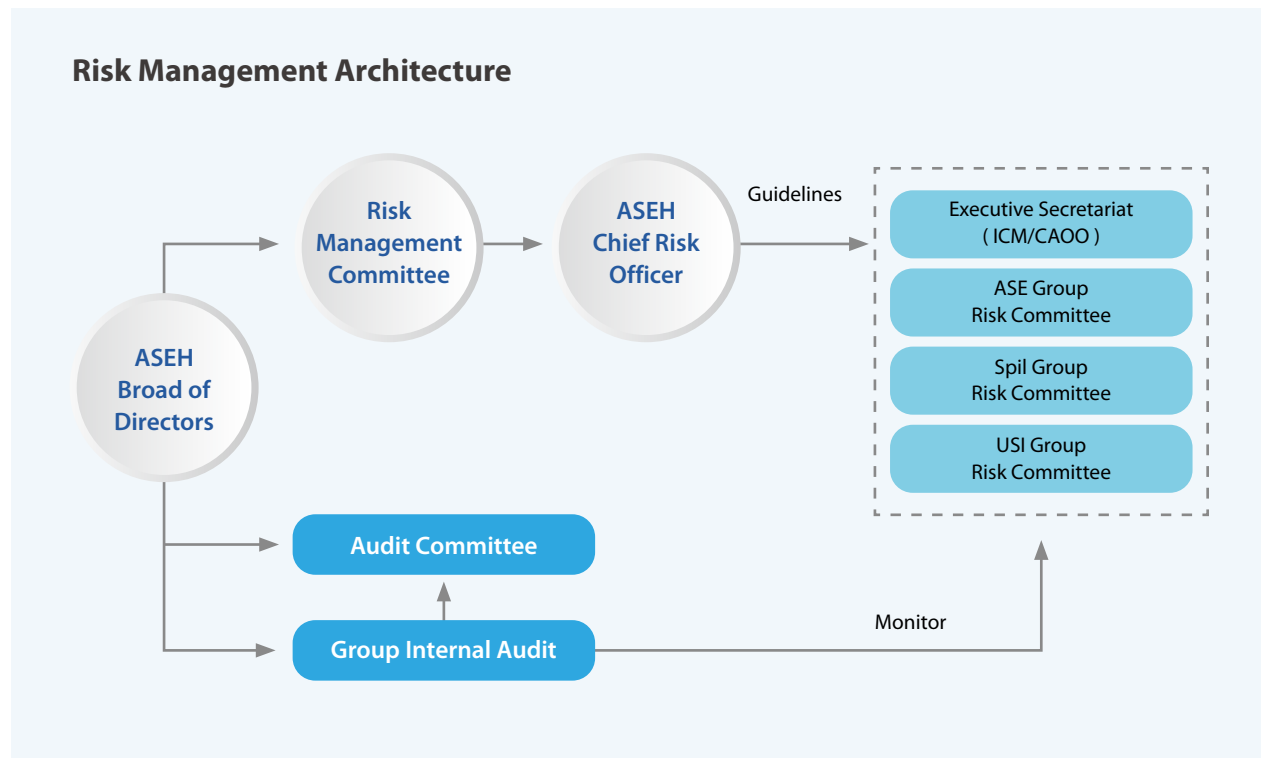 Risk Management Architecture
Risk
Management
Committee
ASEH
Chief Risk
Officer
Guidelines
Executive Secretariat
( ICM/CAOO )
ASE Group
Risk Committee
Spil Group
Risk Committee
USI Group
Risk Committee
ASEH
Broad of
Directors
Audit Committee
Group Internal Audit
Monitor